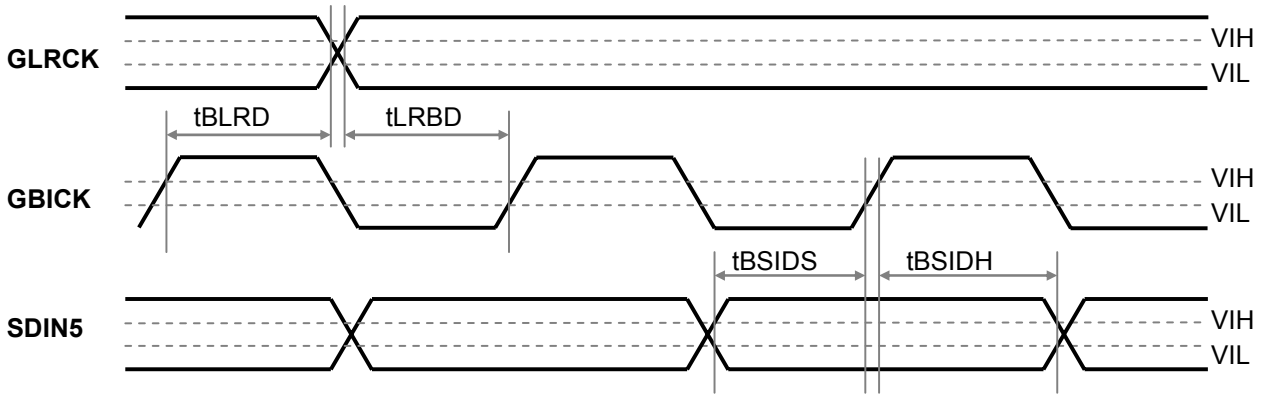 VIH
GLRCK
VIL
tBLRD tLRBD
VIH
GBICK
VIL
tBSIDS tBSIDH
VIH
SDIN5
VIL